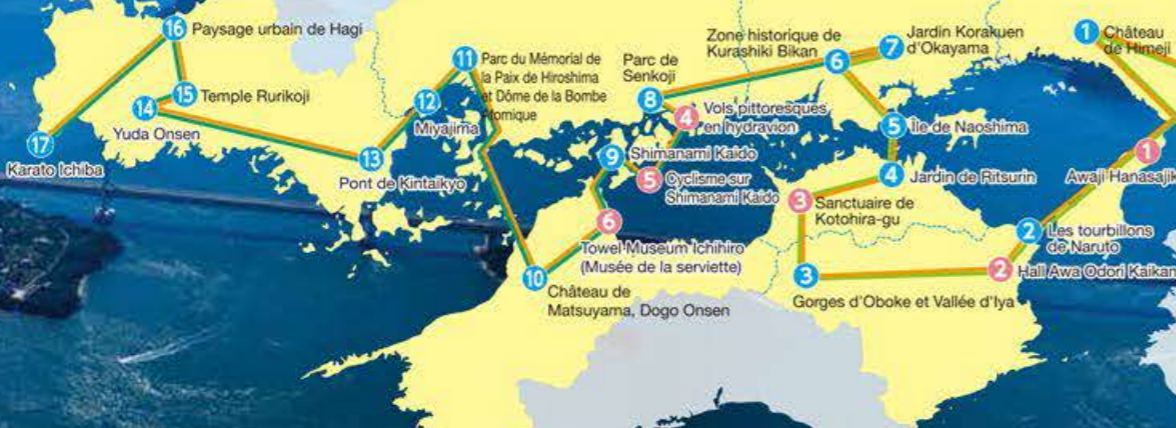 16 Paysage urbain de Hagi
15 Temple Rurikoji
14
Yuda Onsen
17
Karato Ichiba
11 Parc du Mémorial de
la Paix de Hiroshima
et Dôme de la Bombe
Atomique
12
Miyajima
13
Pont de Kintaikyo
Parc de
Senkoji
8
Zone historique de
Kurashiki Bikan
6
7 Jardin Korakuen
d'Okayama
1 Château
de Himeji
4 Vols pittoresques
en hydravion
9 Shimanami Kaido
5 Cyclisme sur
Shimanami Kaido
6
Towel Museum Ichihiro
(Musée de la serviette)
10
Château de
Matsuyama, Dogo Onsen
5 Île de Naoshima
4 Jardin de Ritsurin
3 Sanctuaire de
Kotohira-gu
3
Gorges d'Oboke et Vallée d'Iya
1
2 Les tourbillons
de Naruto
2 Hall Awa Odori Kaikan